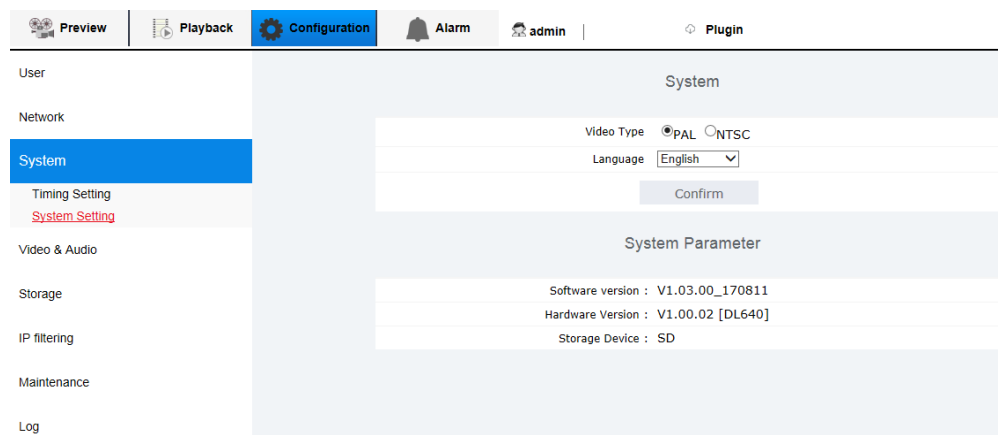 Preview Playback Configuration Alarm admin | Plugin
User
Network
System
Timing Setting
System Setting
Video & Audio
Storage
IP filtering
Maintenance
Log
System
Video Type PAL NTSC
Language English
Confirm
System Parameter
Software version : V1.03.00_170811
Hardware Version : V1.00.02 [DL640]
Storage Device : SD